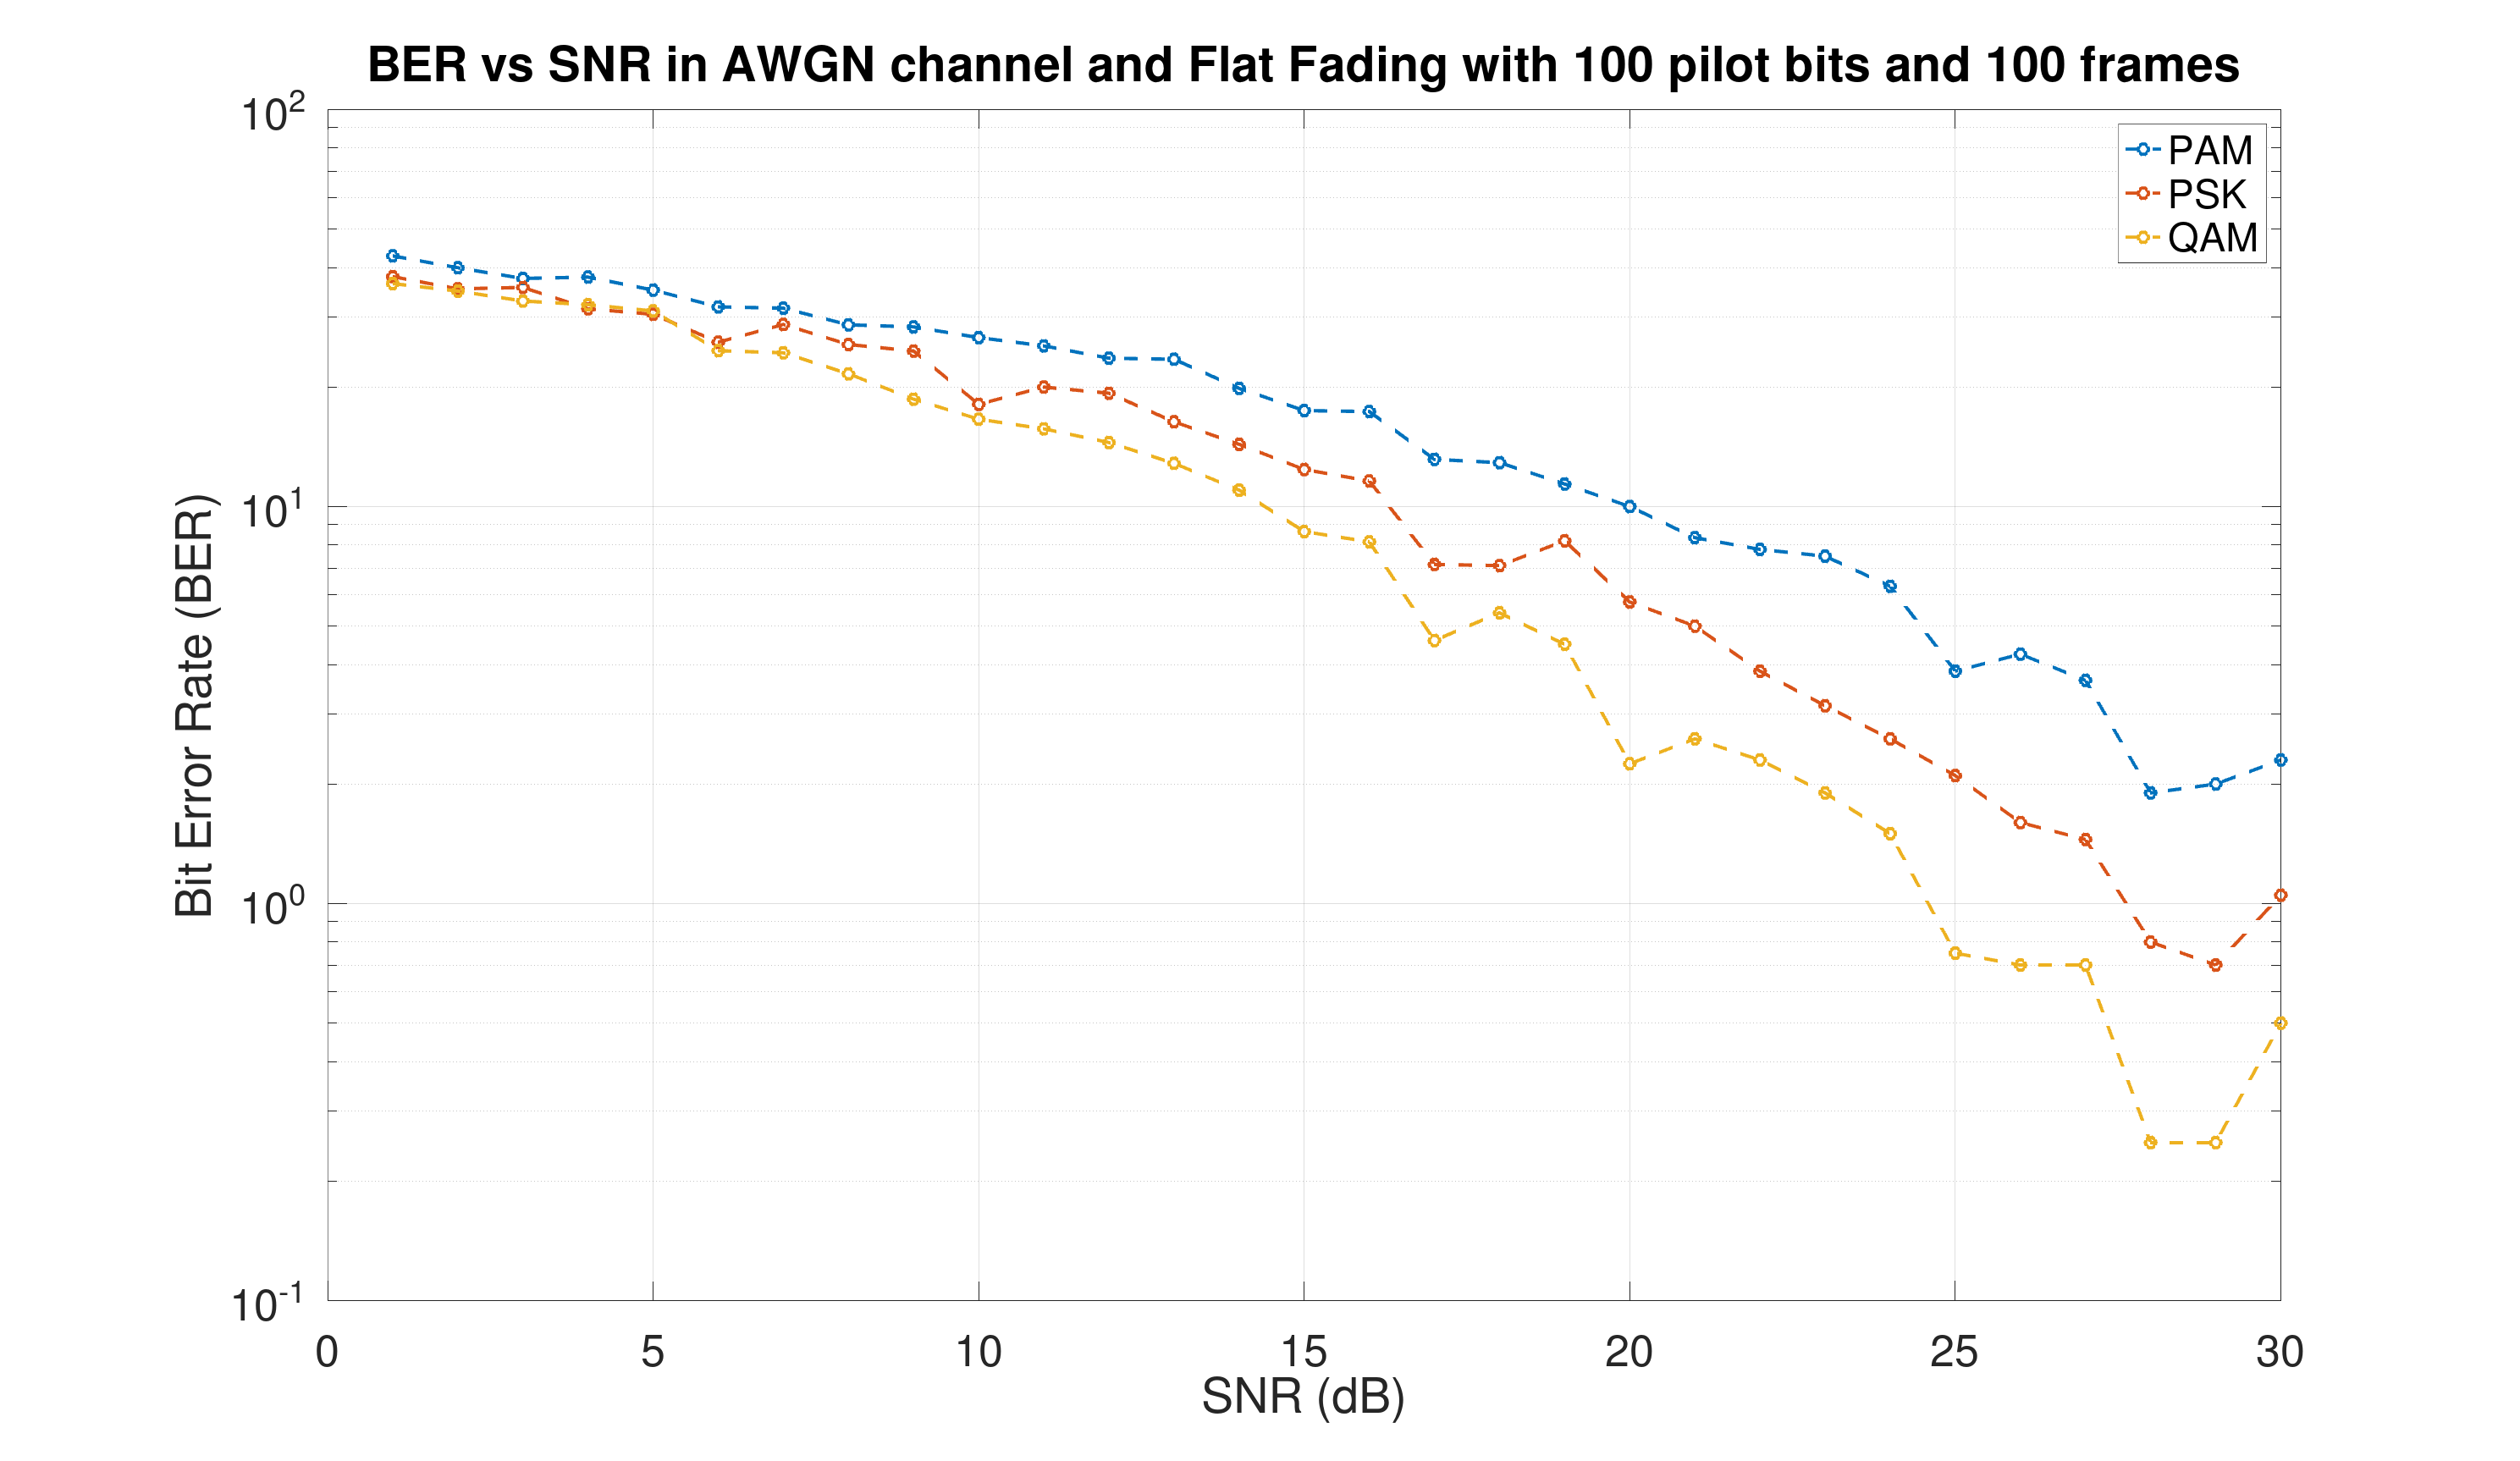 BER vs SNR in AWGN channel and Flat Fading with 100 pilot bits and 100 frames
10^2
10^1
10^0
10^-1
Bit Error Rate (BER)
PAM
PSK
QAM
0 5 10 15 20 25 30
SNR (dB)